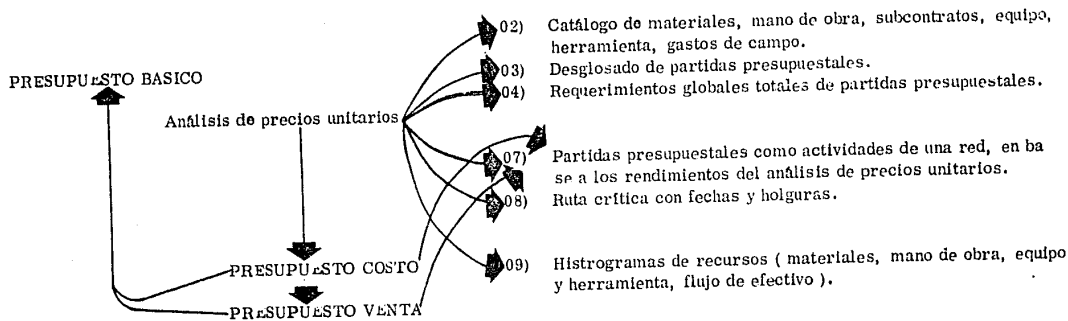 02) Catálogo de materiales, mano de obra, subcontratos, equipo,
herramienta, gastos de campo.
03) Desglosado de partidas presupuestales.
PRESUPUESTO BASICO
04) Requerimientos globales totales de partidas presupuestales.
Análisis de precios unitarios
07) Partidas presupuestales como actividades de una red, en ba
se a los rendimientos del análisis de precios unitarios.
08) Ruta crítica con fechas y holguras.
PRESUPUESTO COSTO
09) Histrogramas de recursos ( materiales, mano de obra, equipo
y herramienta, flujo de efectivo ).
PRESUPUESTO VENTA